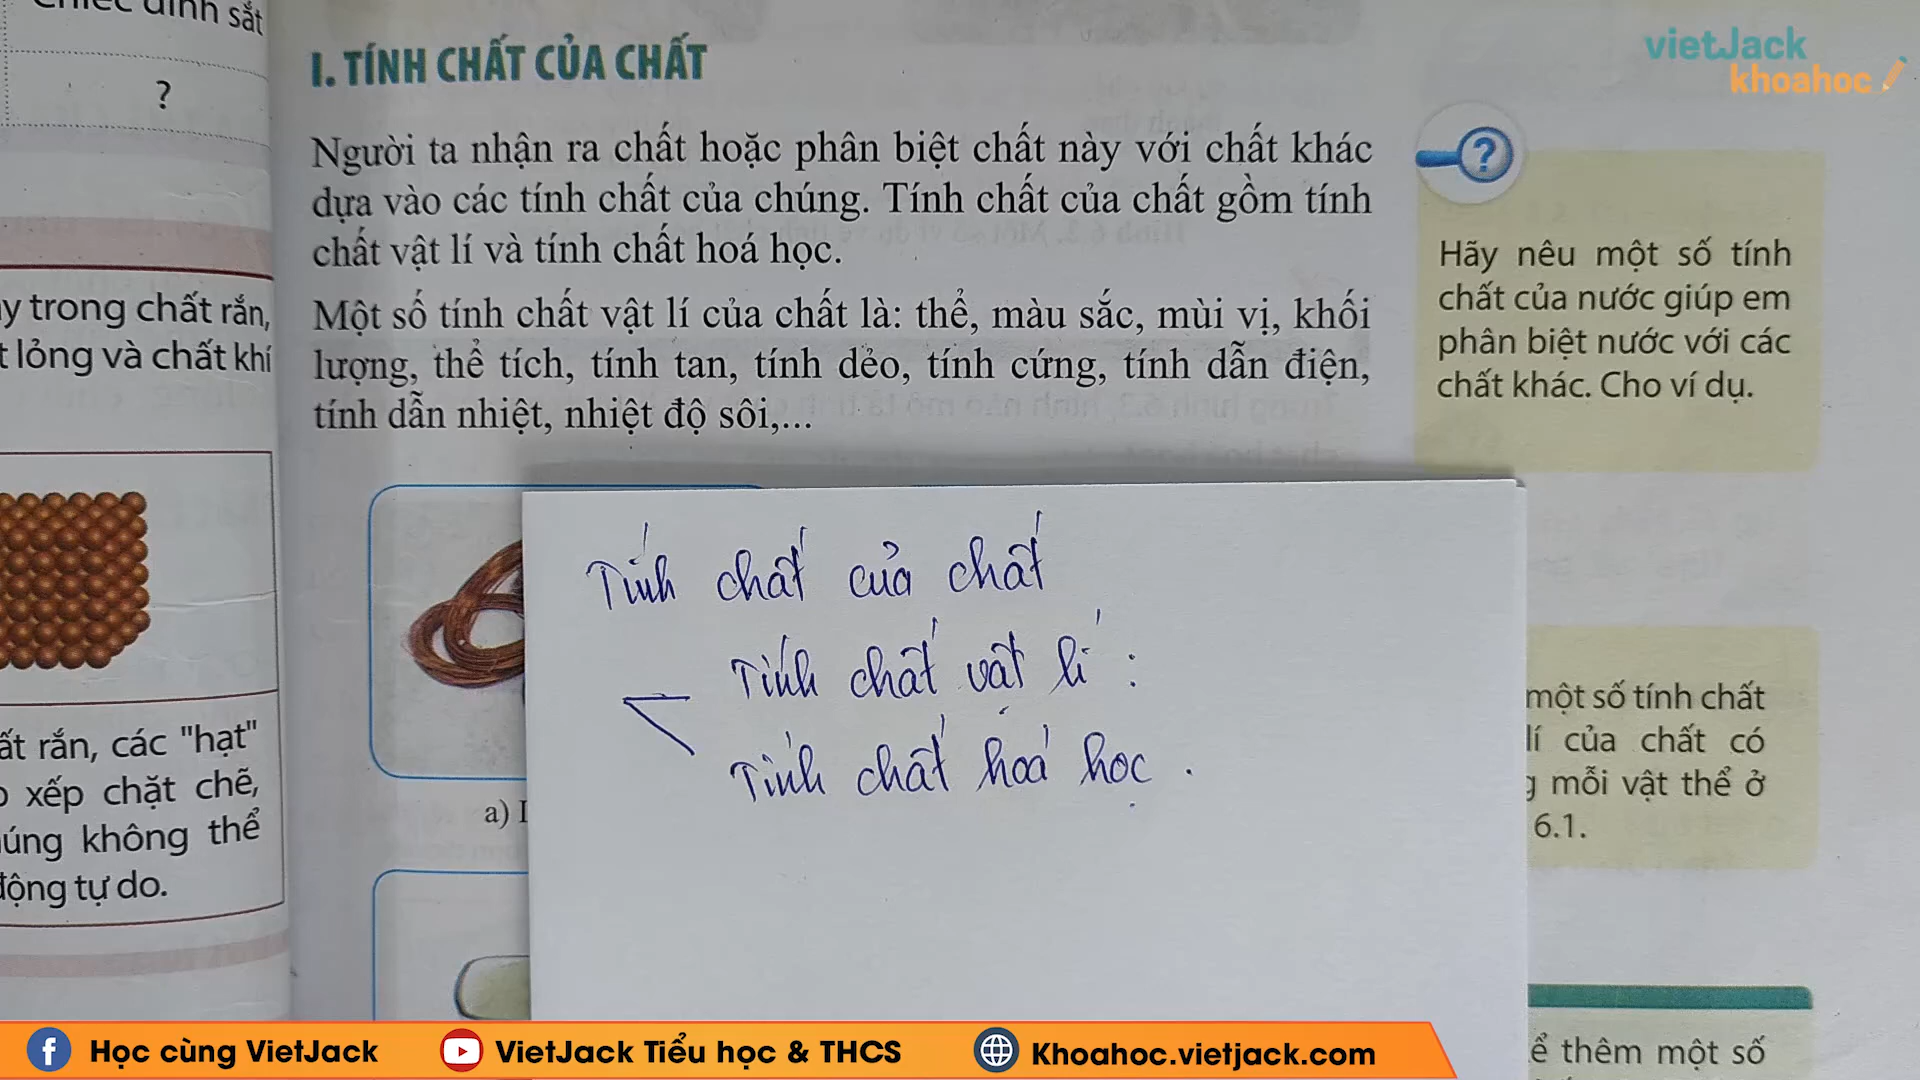 đinh sắt
?
y trong chất rắn,
t lỏng và chất khí
ất rắn, các "hạt"
xếp chặt chẽ,
úng không thể
động tự do.
I. TÍNH CHẤT CỦA CHẤT
Người ta nhận ra chất hoặc phân biệt chất này với chất khác
dựa vào các tính chất của chúng. Tính chất của chất gồm tính
chất vật lí và tính chất hoá học.
Một số tính chất vật lí của chất là: thể, màu sắc, mùi vị, khối
lượng, thể tích, tính tan, tính dẻo, tính cứng, tính dẫn điện,
tính dẫn nhiệt, nhiệt độ sôi,...
a)
Tính chất của chất
Tính chất vật lí :
Tính chất hoá học .
vietJack
khoahoc
?
Hãy nêu một số tính
chất của nước giúp em
phân biệt nước với các
chất khác. Cho ví dụ.
một số tính chất
lí của chất có
mỗi vật thể ở
6.1.
ể thêm một số
Học cùng VietJack
VietJack Tiểu học & THCS
Khoahoc.vietjack.com